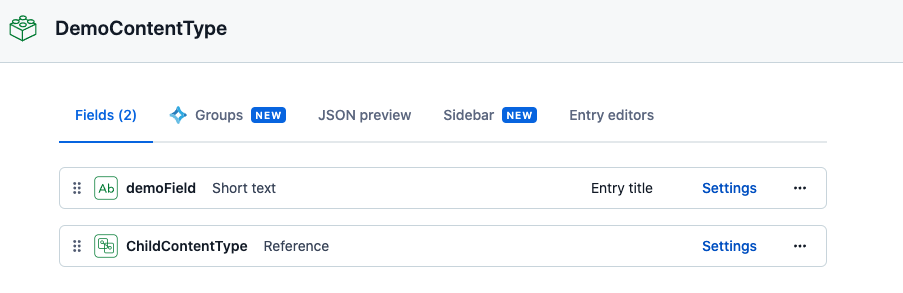 DemoContentType
Fields (2) Groups NEW JSON preview Sidebar NEW Entry editors
Ab demoField Short text Entry title Settings
ChildContentType Reference Settings